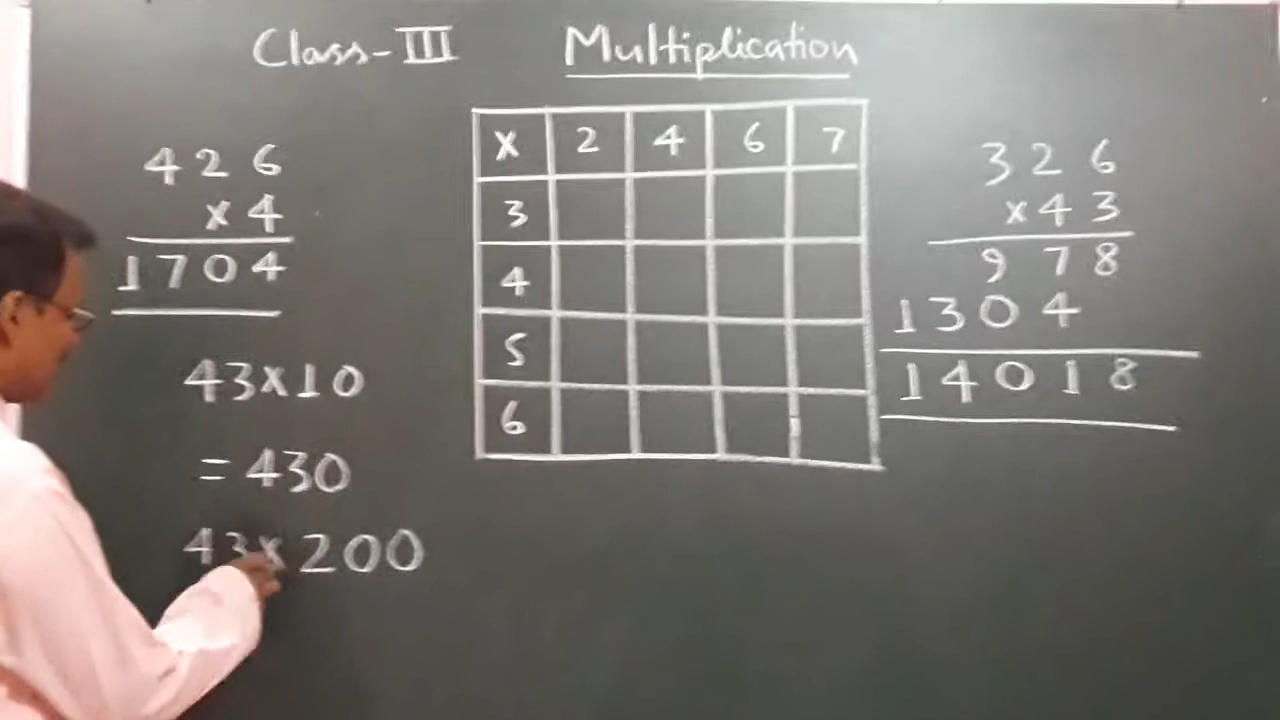 Class-III Multiplication
426
x4
1704
43x10
=430
43x200
x 2 4 6 7
3
4
5
6
326
x43
978
1304
14018